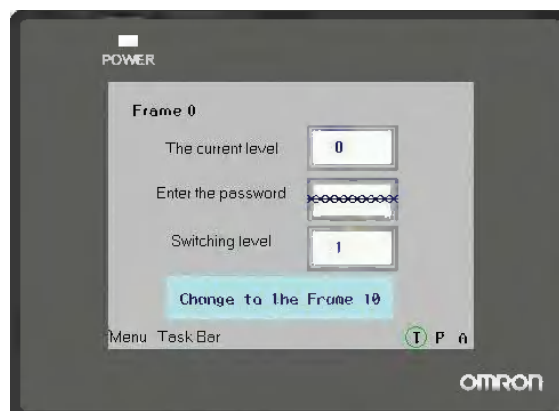 POWER
Frame 0
The current level 0
Enter the password
Switching level 1
Change to the Frame 10
Menu Task Bar T P A
OMRON